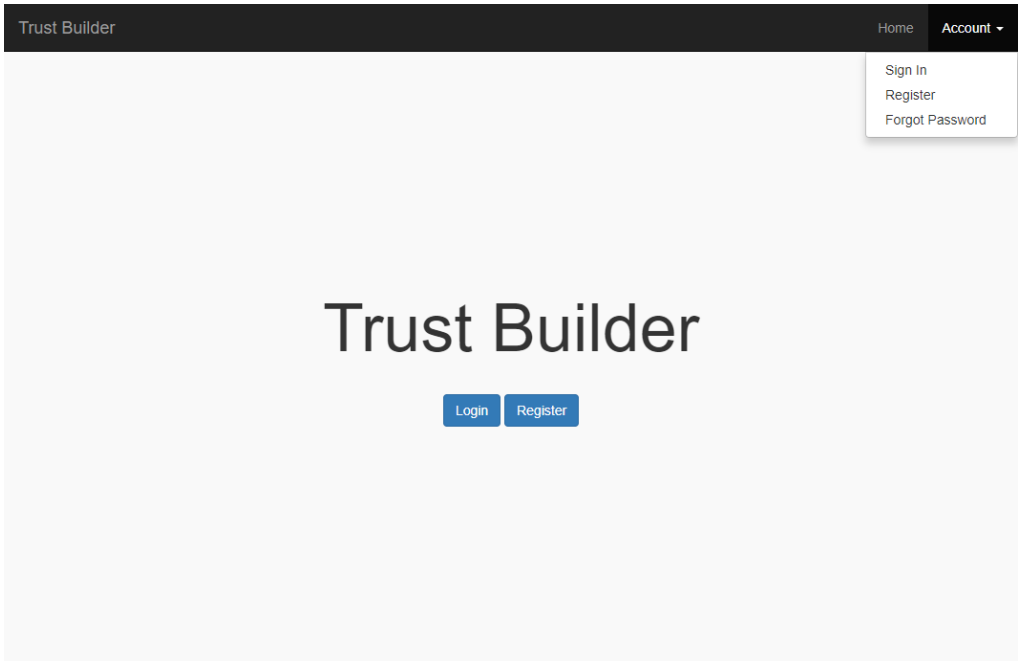 Trust Builder
Home
Account
Sign In
Register
Forgot Password
Trust Builder
Login
Register